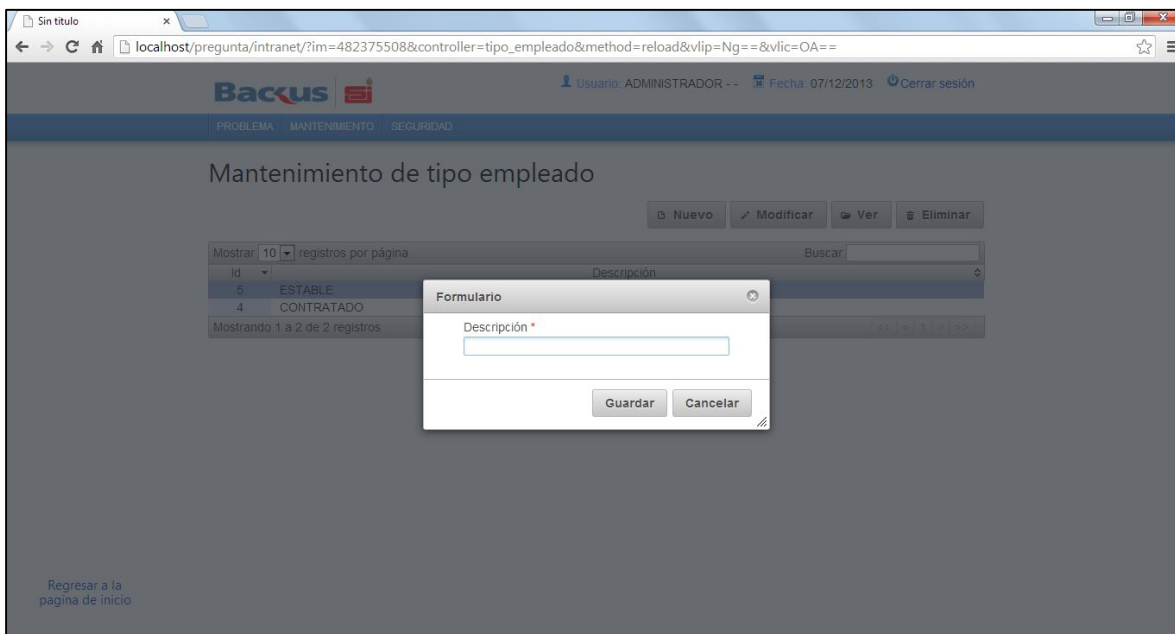 Sin titulo
localhost/pregunta/intranet/?im=482375508&controller=tipo_empleado&method=reload&vlip=Ng==&vlic=OA==
Backus SI Usuario: ADMINISTRADOR - - Fecha: 07/12/2013 Cerrar sesión
PROBLEMA MANTENIMIENTO SEGURIDAD
Mantenimiento de tipo empleado
Nuevo Modificar Ver Eliminar
Mostrar 10 registros por página Buscar
Id Descripción
5 ESTABLE
4 CONTRATADO
Mostrando 1 a 2 de 2 registros << < 1 > >>
Formulario
Descripción *
Guardar Cancelar
Regresar a la
pagina de inicio